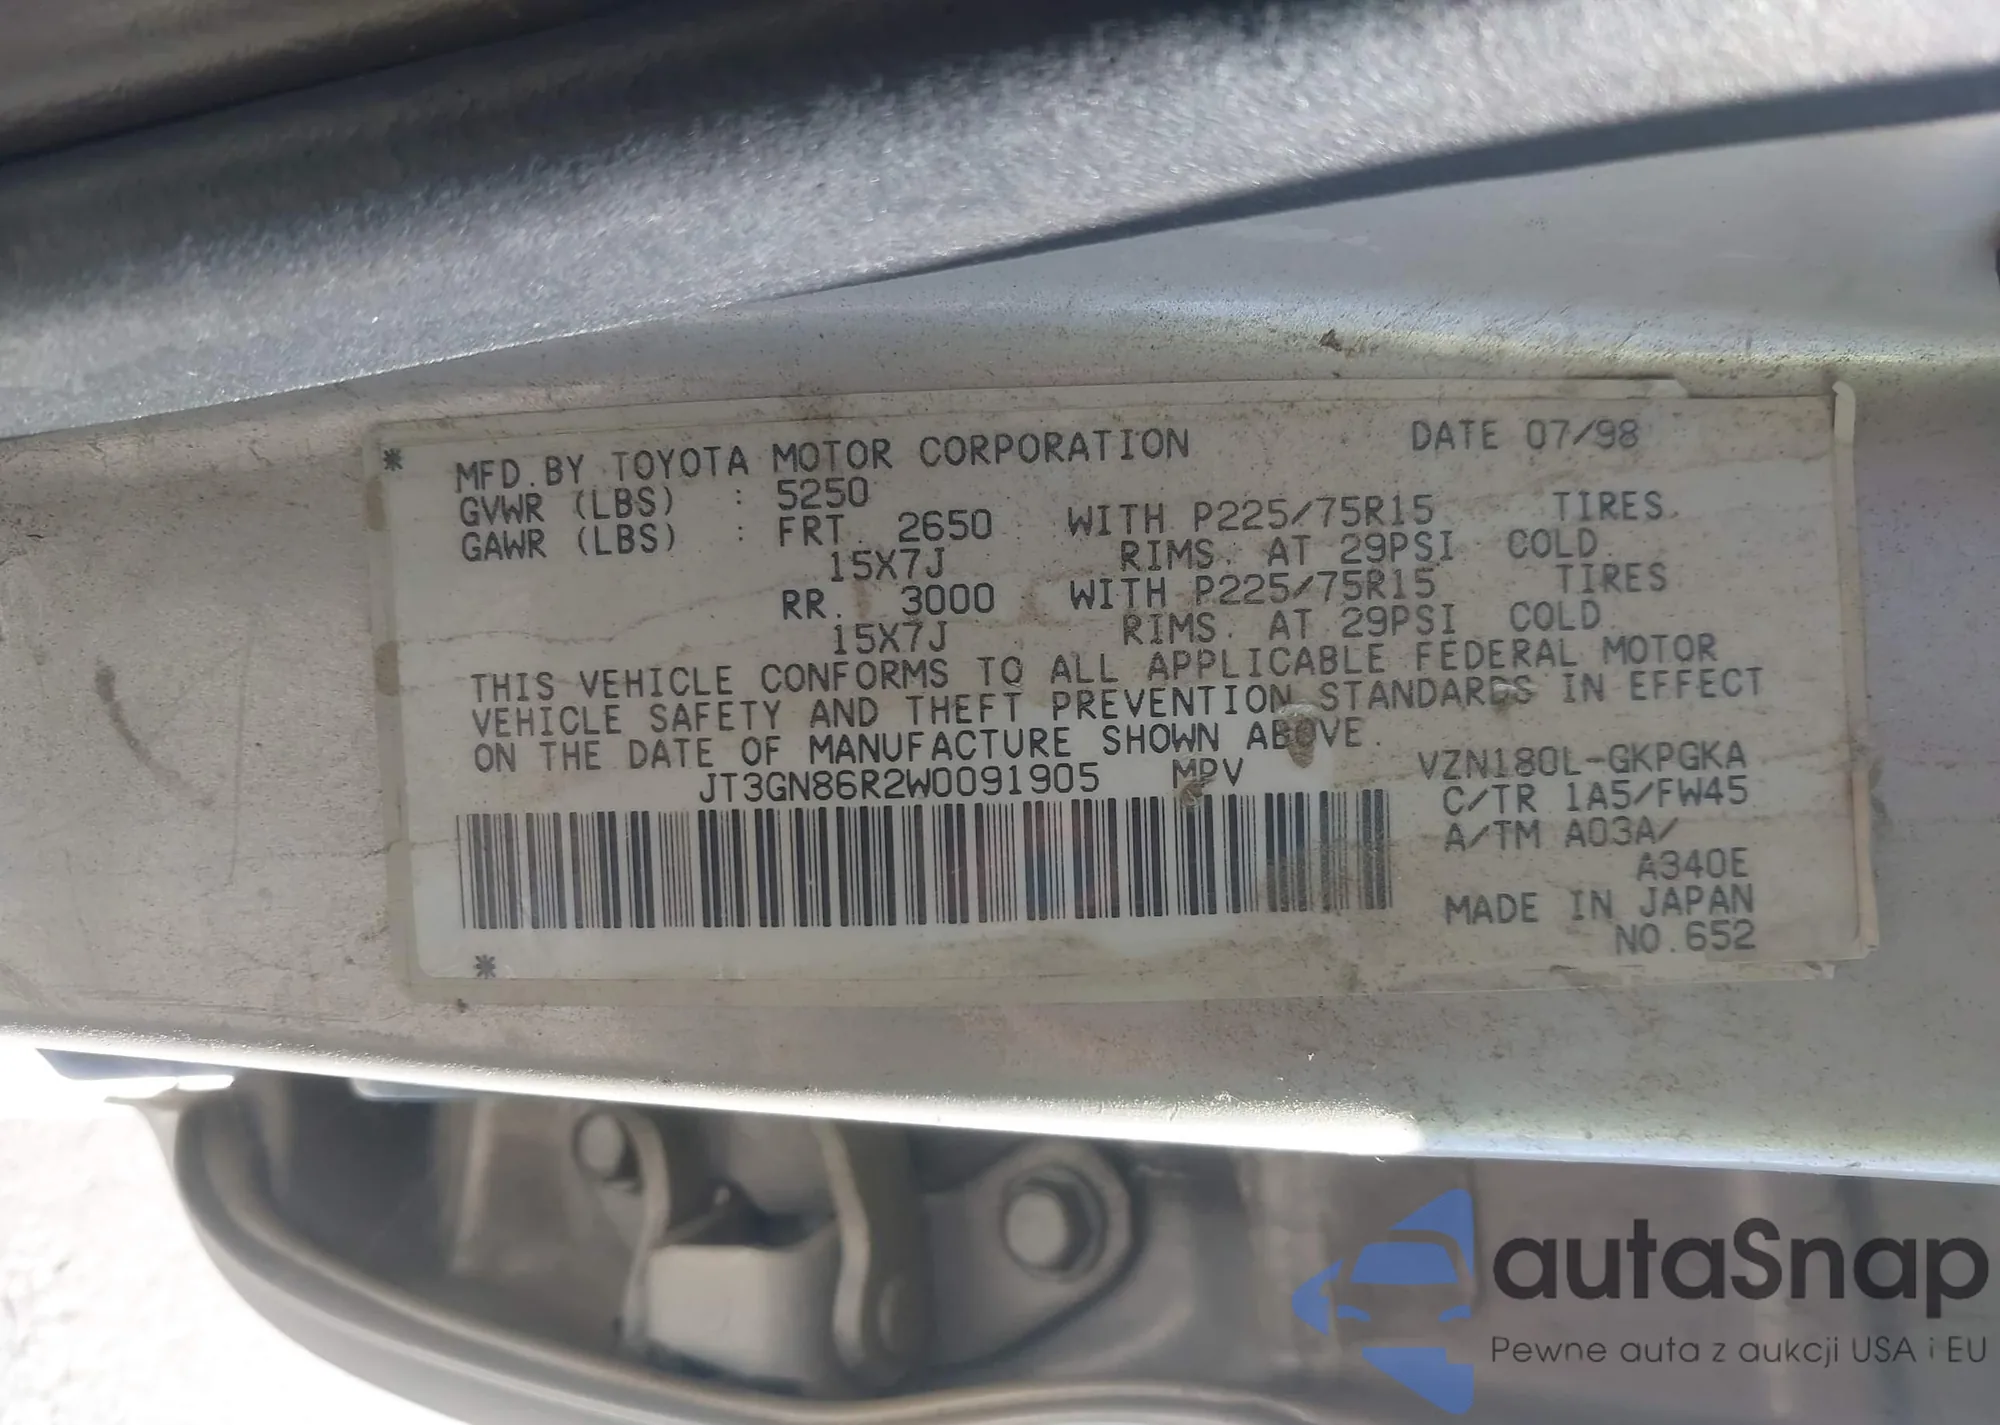 * MFD. BY TOYOTA MOTOR CORPORATION DATE 07/98
GVWR (LBS) : 5250
GAWR (LBS) : FRT. 2650 WITH P225/75R15 TIRES.
15X7J RIMS. AT 29PSI COLD.
RR. 3000 WITH P225/75R15 TIRES
15X7J RIMS. AT 29PSI COLD.
THIS VEHICLE CONFORMS TO ALL APPLICABLE FEDERAL MOTOR
VEHICLE SAFETY AND THEFT PREVENTION STANDARDS IN EFFECT
ON THE DATE OF MANUFACTURE SHOWN ABOVE.
JT3GN86R2W0091905 MPV
VZN180L-GKPGKA
C/TR 1A5/FW45
A/TM A03A/
A340E
MADE IN JAPAN
NO.652
*
autaSnap
Pewne auta z aukcji USA i EU